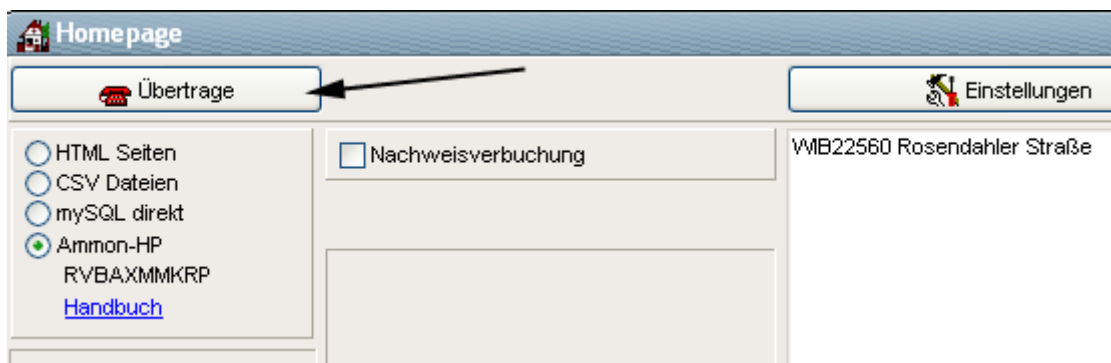 Homepage
Übertrage
Einstellungen
HTML Seiten
CSV Dateien
mySQL direkt
Ammon-HP
RVBAXMMKRP
Handbuch
Nachweisverbuchung
WIB22560 Rosendahler Straße